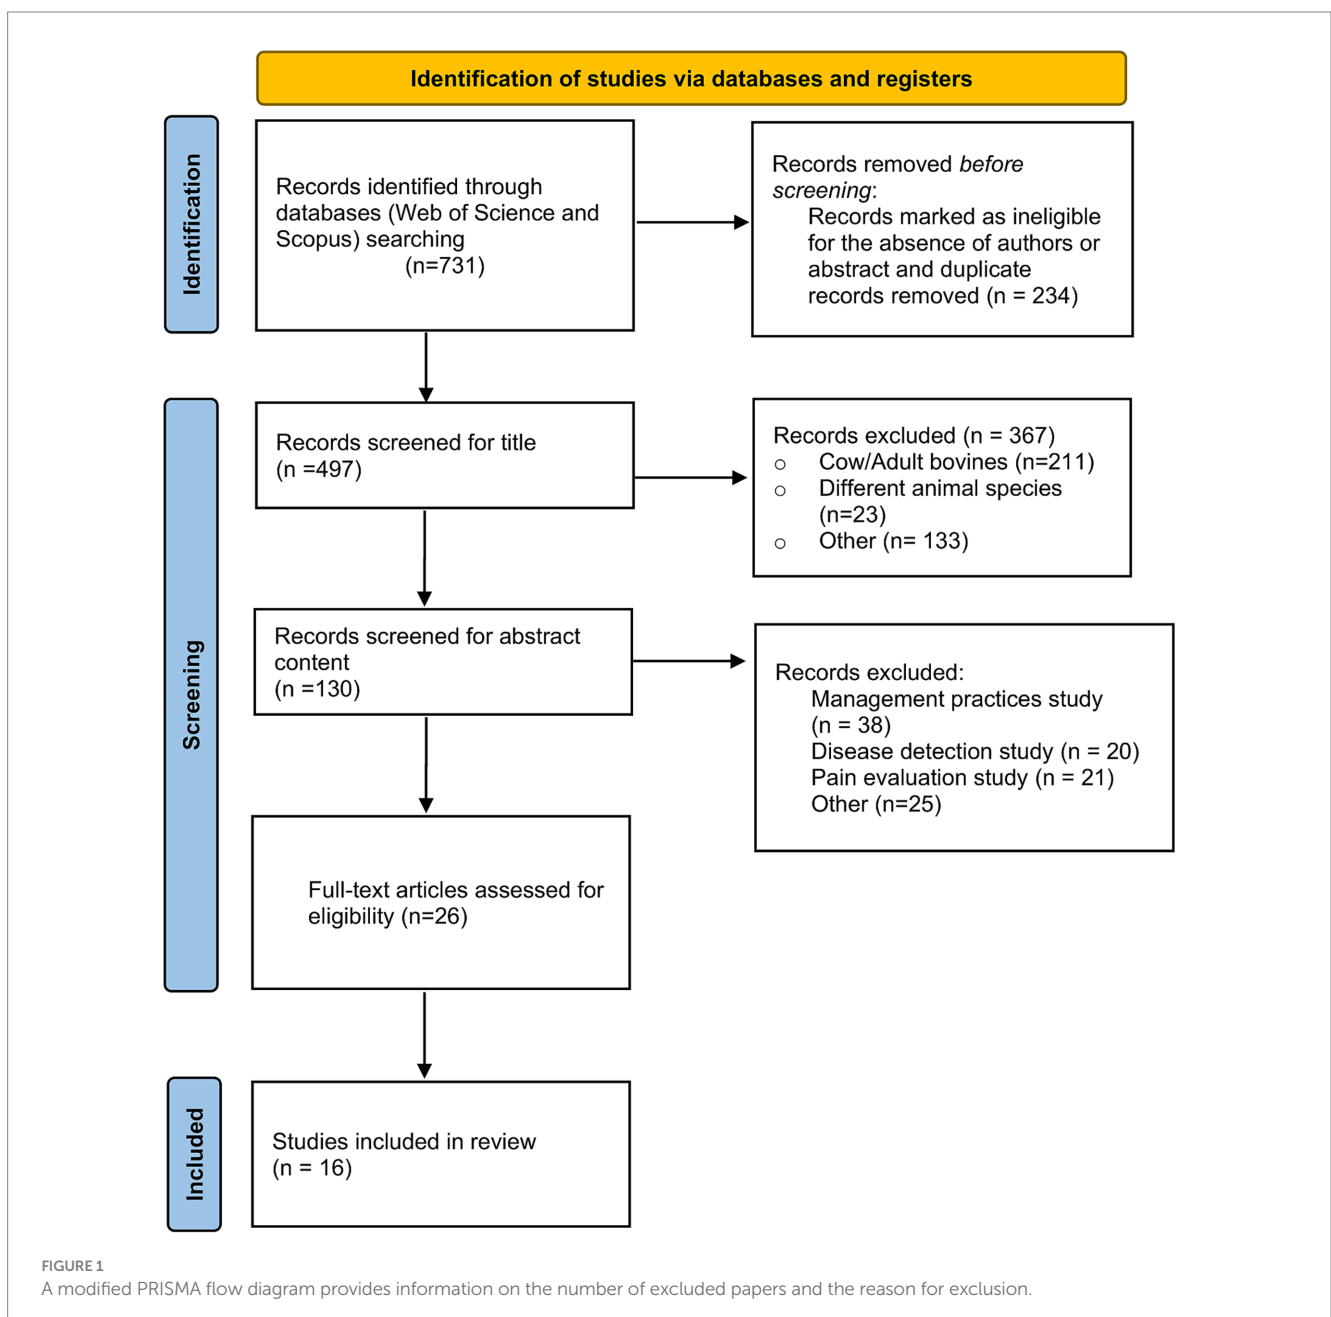 Identification of studies via databases and registers
Identification
Records identified through
databases (Web of Science and
Scopus) searching
(n=731)
Records removed before
screening:
Records marked as ineligible
for the absence of authors or
abstract and duplicate
records removed (n = 234)
Screening
Records screened for title
(n =497)
Records excluded (n = 367)
o Cow/Adult bovines (n=211)
o Different animal species
(n=23)
o Other (n= 133)
Records screened for abstract
content
(n =130)
Records excluded:
Management practices study
(n = 38)
Disease detection study (n = 20)
Pain evaluation study (n = 21)
Other (n=25)
Full-text articles assessed for
eligibility (n=26)
Included
Studies included in review
(n = 16)
FIGURE 1
A modified PRISMA flow diagram provides information on the number of excluded papers and the reason for exclusion.